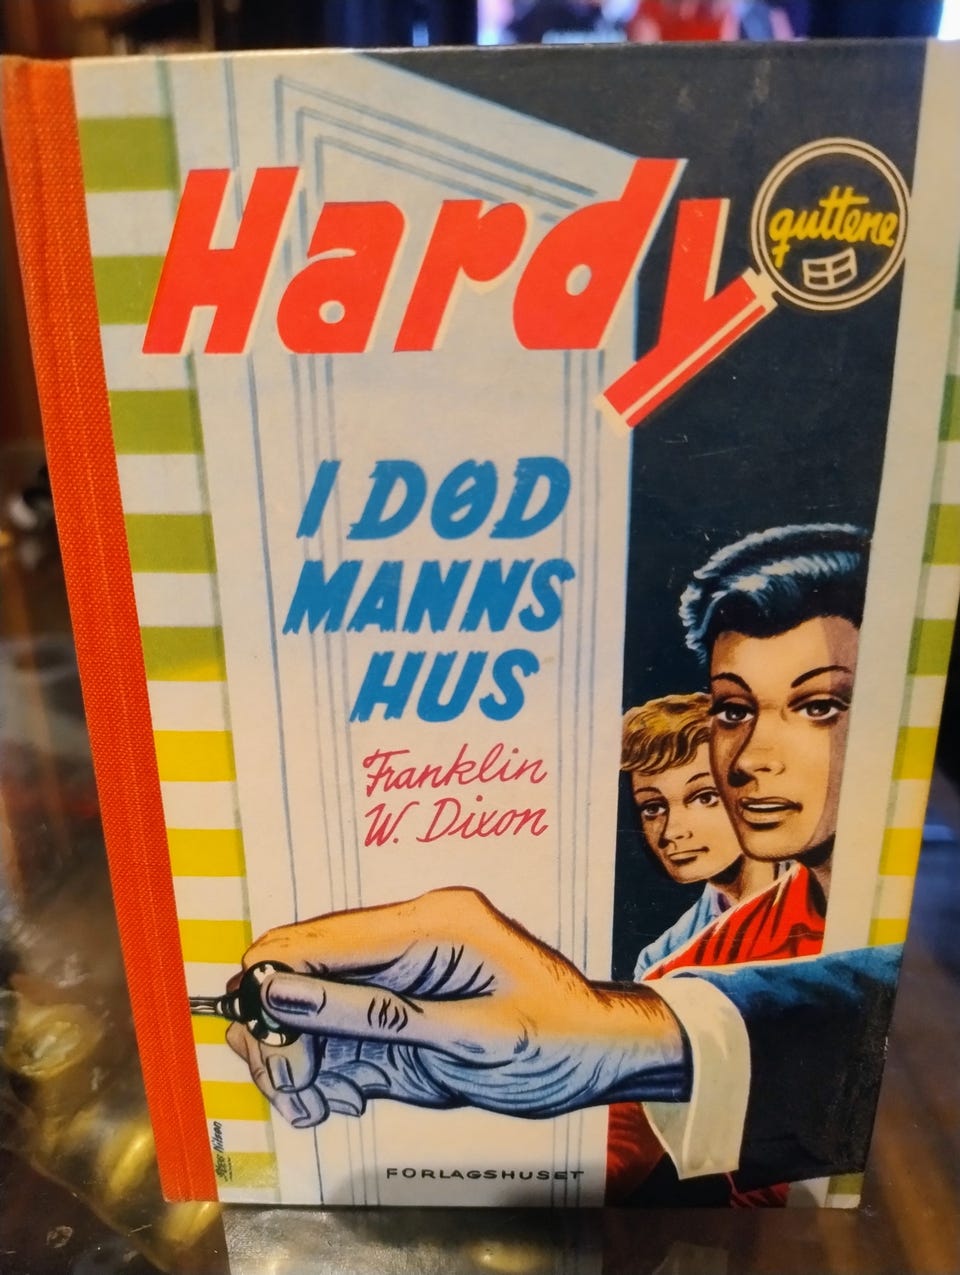 Hardy
guttene
I DØD
MANNS
HUS
Franklin
W. Dixon
FORLAGSHUSET